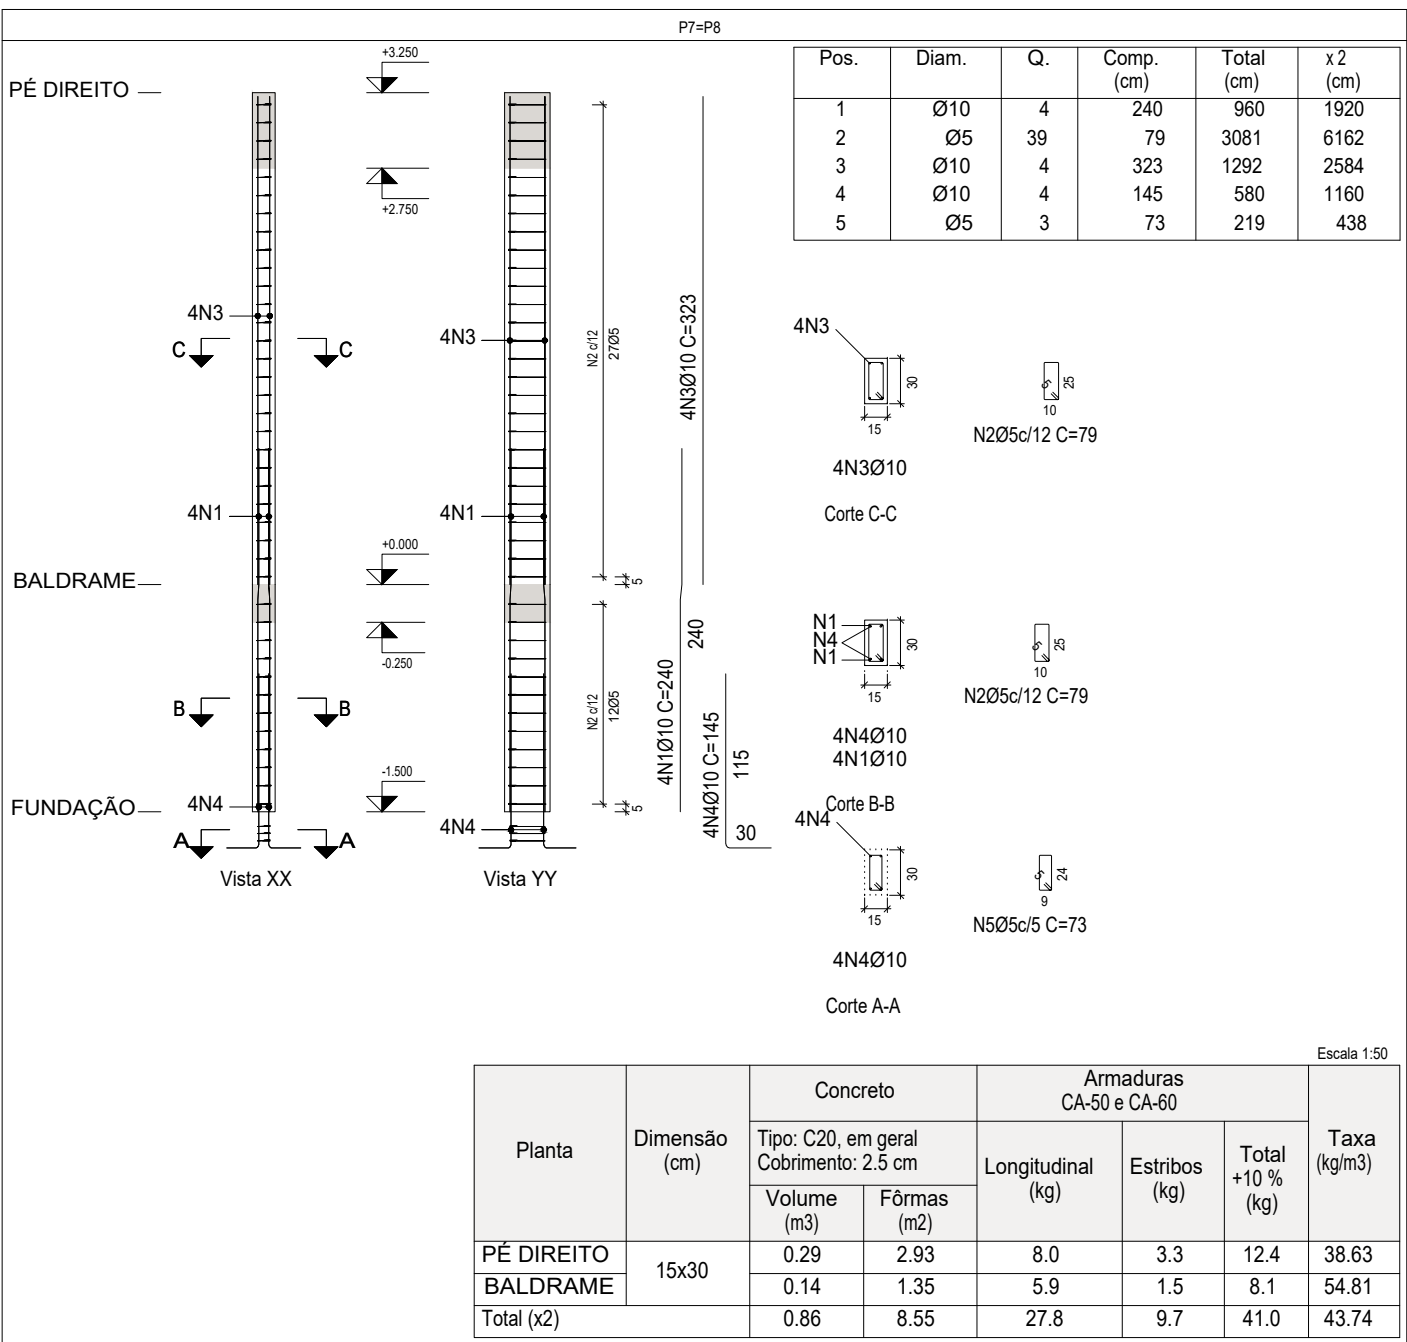 P7=P8
PÉ DIREITO
+3.250
+2.750
4N3
4N3
C
C
4N1
4N1
BALDRAME
+0.000
-0.250
B
B
FUNDAÇÃO
-1.500
4N4
4N4
A
A
Vista XX
Vista YY
N2 c/12
27Ø5
5
N2 c/12
12Ø5
5
4N3Ø10 C=323
4N1Ø10 C=240
240
4N4Ø10 C=145
115
30
Pos. Diam. Q. Comp. (cm) Total (cm) x 2 (cm)
1 Ø10 4 240 960 1920
2 Ø5 39 79 3081 6162
3 Ø10 4 323 1292 2584
4 Ø10 4 145 580 1160
5 Ø5 3 73 219 438
4N3
30
15
5
25
10
N2Ø5c/12 C=79
4N3Ø10
Corte C-C
N1
N4
N1
30
15
5
25
10
N2Ø5c/12 C=79
4N4Ø10
4N1Ø10
Corte B-B
4N4
30
15
5
24
9
N5Ø5c/5 C=73
4N4Ø10
Corte A-A
Escala 1:50
Planta
Dimensão
(cm)
Concreto
Tipo: C20, em geral
Cobrimento: 2.5 cm
Volume
(m3)
Fôrmas
(m2)
Armaduras
CA-50 e CA-60
Longitudinal
(kg)
Estribos
(kg)
Total
+10 %
(kg)
Taxa
(kg/m3)
PÉ DIREITO 15x30 0.29 2.93 8.0 3.3 12.4 38.63
BALDRAME 0.14 1.35 5.9 1.5 8.1 54.81
Total (x2) 0.86 8.55 27.8 9.7 41.0 43.74